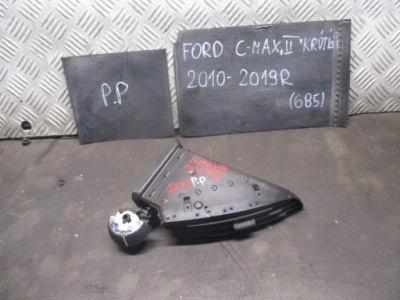 P.P
FORD C-MAX II "KRÓTKI"
2010-2019R
(685)
P.P